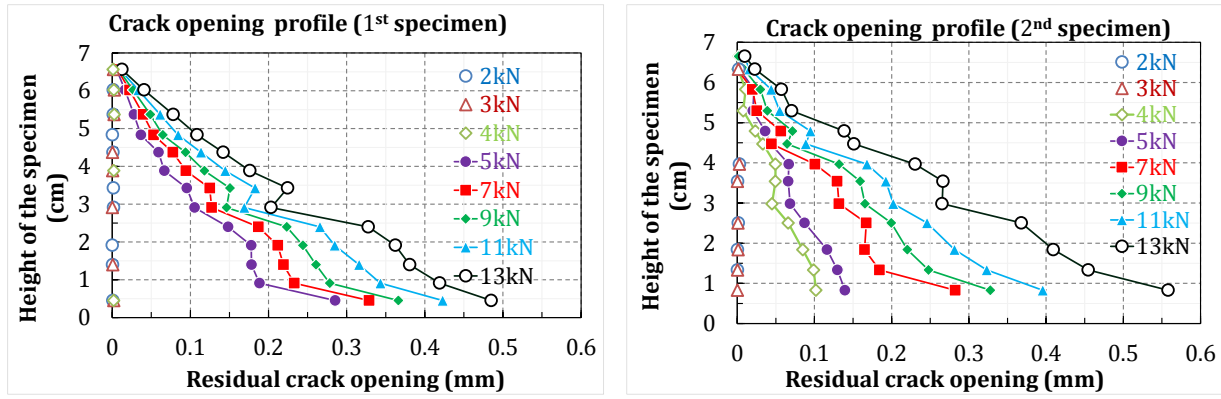 Crack opening profile (1st specimen)
7
6
5
4
3
2
1
0
0 0.1 0.2 0.3 0.4 0.5 0.6
Height of the specimen
(cm)
Residual crack opening (mm)
2kN
3kN
4kN
5kN
7kN
9kN
11kN
13kN
Crack opening profile (2nd specimen)
7
6
5
4
3
2
1
0
0 0.1 0.2 0.3 0.4 0.5 0.6
Height of the specimen
(cm)
Residual crack opening (mm)
2kN
3kN
4kN
5kN
7kN
9kN
11kN
13kN